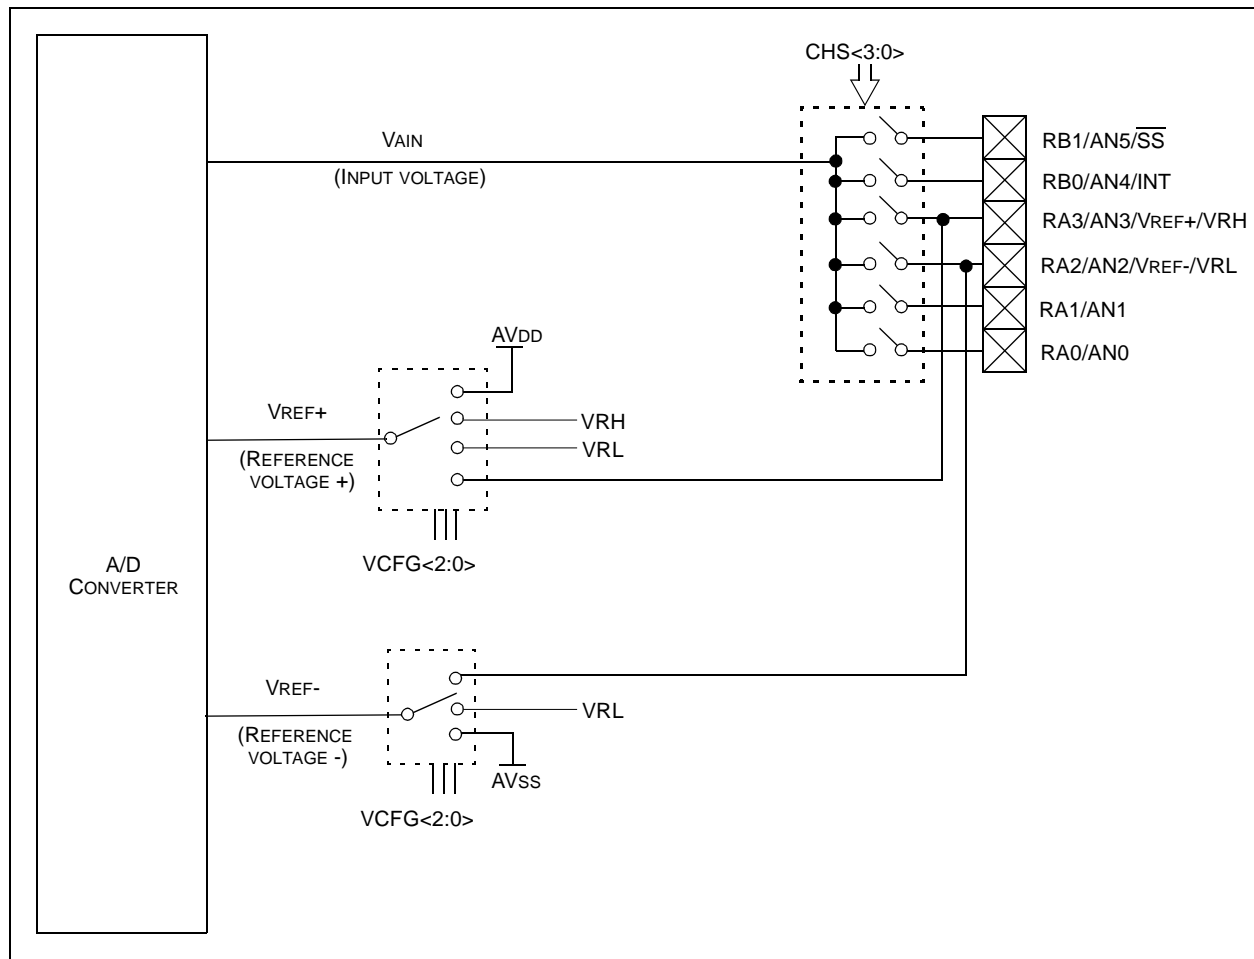 CHS<3:0>
VAIN
(INPUT VOLTAGE)
RB1/AN5/S̅S̅
RB0/AN4/INT
RA3/AN3/VREF+/VRH
RA2/AN2/VREF-/VRL
RA1/AN1
RA0/AN0
AVDD
VREF+
(REFERENCE
VOLTAGE +)
VRH
VRL
VCFG<2:0>
A/D
CONVERTER
VREF-
(REFERENCE
VOLTAGE -)
VRL
AVSS
VCFG<2:0>